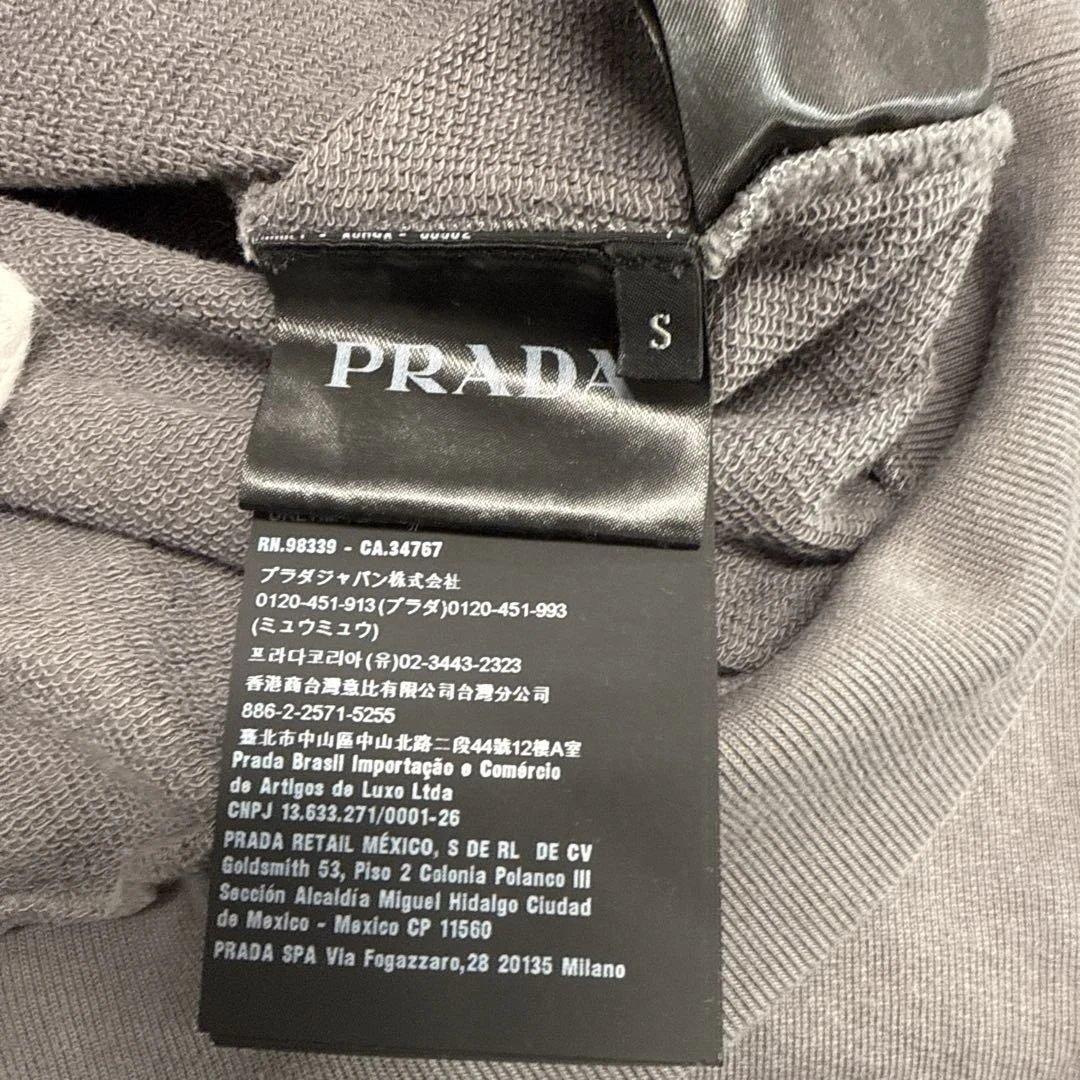 S
PRADA
RN.98339 - CA.34767
プラダジャパン株式会社
0120-451-913(プラダ)0120-451-993
(ミュウミュウ)
프라다코리아(유)02-3443-2323
香港商台灣意比有限公司台灣分公司
886-2-2571-5255
臺北市中山區中山北路二段44號12樓A室
Prada Brasil Importação e Comércio
de Artigos de Luxo Ltda
CNPJ 13.633.271/0001-26
PRADA RETAIL MÉXICO, S DE RL DE CV
Goldsmith 53, Piso 2 Colonia Polanco III
Sección Alcaldía Miguel Hidalgo Ciudad
de Mexico - Mexico CP 11560
PRADA SPA Via Fogazzaro,28 20135 Milano